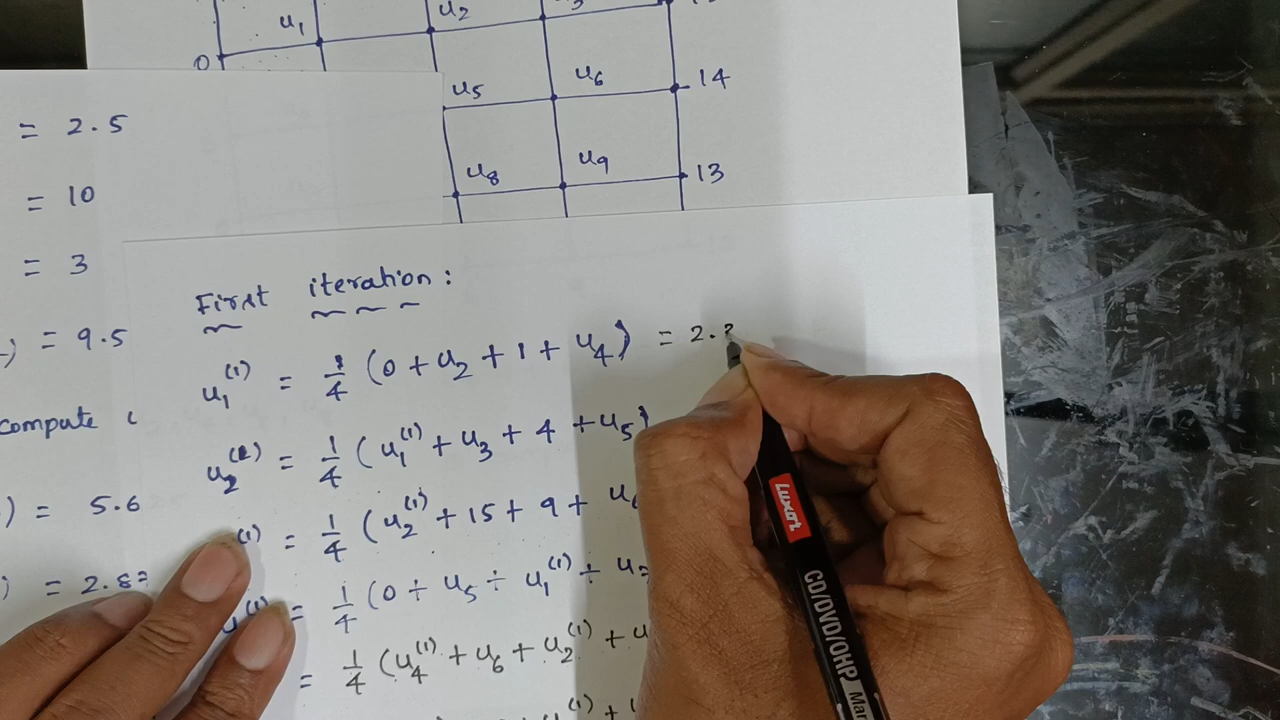 u1 u2
0
u5 u6 14
u8 u9 13
= 2.5
= 10
= 3
) = 9.5
compute
) = 5.6
) = 2.8
First iteration:
u1^(1) = 1/4 (0 + u2 + 1 + u4) = 2.
u2 = 1/4 (u1^(1) + u3 + 4 + u5)
(1) = 1/4 (u2^(1) + 15 + 9 + u
(1) = 1/4 (0 + u5 + u1^(1) + u
= 1/4 (u4^(1) + u6 + u2^(1) + u
(1) +
Luxor
CD/DVD/OHP Mar